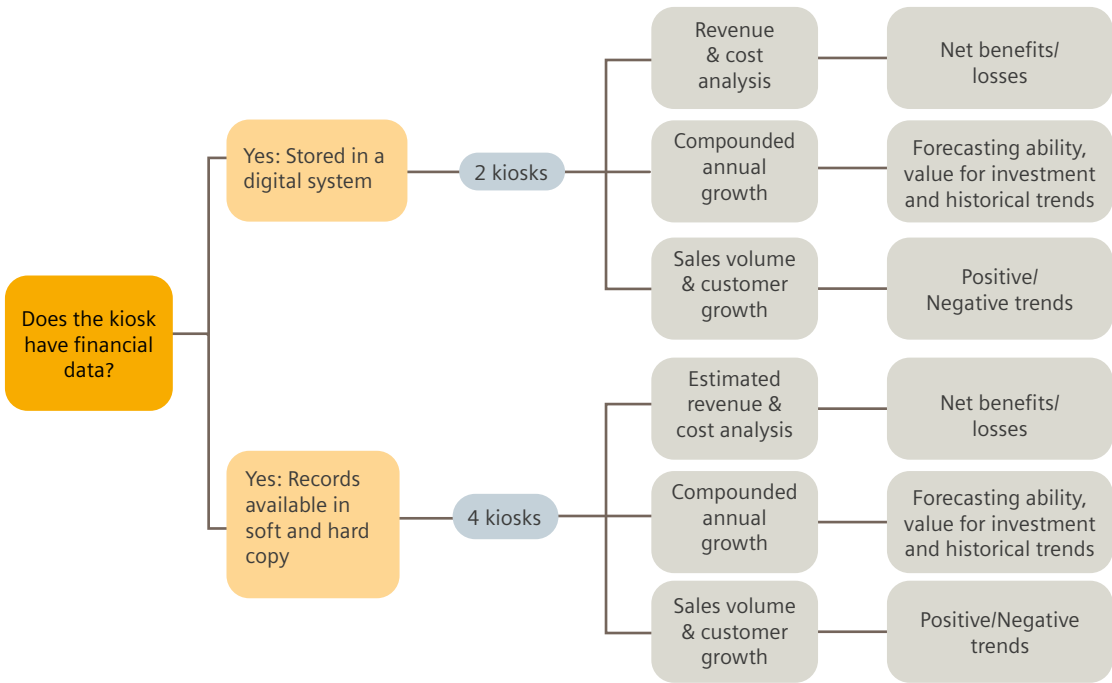 Does the kiosk
have financial
data?
Yes: Stored in a
digital system
2 kiosks
Revenue
& cost
analysis
Net benefits/
losses
Compounded
annual
growth
Forecasting ability,
value for investment
and historical trends
Sales volume
& customer
growth
Positive/
Negative trends
Yes: Records
available in
soft and hard
copy
4 kiosks
Estimated
revenue &
cost analysis
Net benefits/
losses
Compounded
annual
growth
Forecasting ability,
value for investment
and historical trends
Sales volume
& customer
growth
Positive/Negative
trends